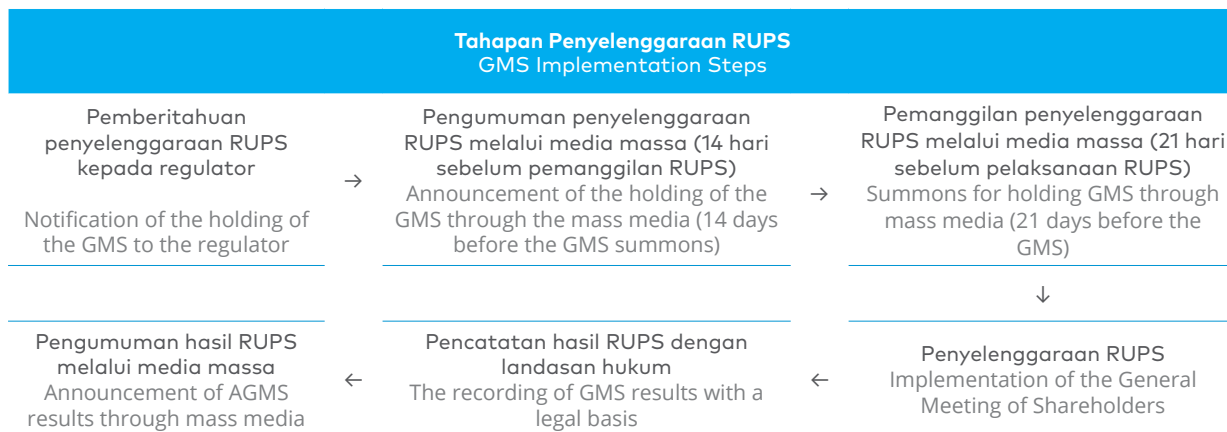 Tahapan Penyelenggaraan RUPS
GMS Implementation Steps
Pemberitahuan
penyelenggaraan RUPS
kepada regulator
Notification of the holding of
the GMS to the regulator
→
Pengumuman penyelenggaraan
RUPS melalui media massa (14 hari
sebelum pemanggilan RUPS)
Announcement of the holding of the
GMS through the mass media (14 days
before the GMS summons)
→
Pemanggilan penyelenggaraan
RUPS melalui media massa (21 hari
sebelum pelaksanaan RUPS)
Summons for holding GMS through
mass media (21 days before the
GMS)
↓
Penyelenggaraan RUPS
Implementation of the General
Meeting of Shareholders
←
Pencatatan hasil RUPS dengan
landasan hukum
The recording of GMS results with a
legal basis
←
Pengumuman hasil RUPS
melalui media massa
Announcement of AGMS
results through mass media